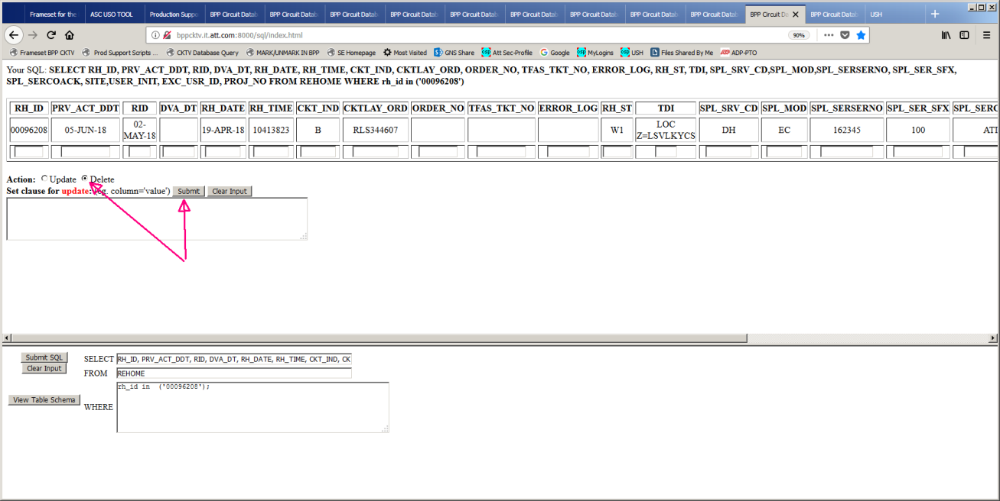 Frameset for the
ASC USO TOOL
Production Suppo
BPP Circuit Datab
BPP Circuit Datab
BPP Circuit Datab
BPP Circuit Datab
BPP Circuit Datab
BPP Circuit Datab
BPP Circuit Datab
BPP Circuit Datab
BPP Circuit Datab
BPP Circuit Da
BPP Circuit Datab
USH
bppcktv.it.att.com:8000/sql/index.html
90%
Frameset BPP CKTV
Prod Support Scripts ...
CKTV Database Query
MARK/UNMARK IN BPP
SE Homepage
Most Visited
GNS Share
Att Sec-Profile
Google
MyLogins
USH
Files Shared By Me
ADP-PTO
Your SQL: SELECT RH_ID, PRV_ACT_DDT, RID, DVA_DT, RH_DATE, RH_TIME, CKT_IND, CKTLAY_ORD, ORDER_NO, TFAS_TKT_NO, ERROR_LOG, RH_ST, TDI, SPL_SRV_CD,SPL_MOD,SPL_SERSERNO, SPL_SER_SFX,
SPL_SERCOACK, SITE,USER_INIT, EXC_USR_ID, PROJ_NO FROM REHOME WHERE rh_id in ('00096208')
RH_ID PRV_ACT_DDT RID DVA_DT RH_DATE RH_TIME CKT_IND CKTLAY_ORD ORDER_NO TFAS_TKT_NO ERROR_LOG RH_ST TDI SPL_SRV_CD SPL_MOD SPL_SERSERNO SPL_SER_SFX SPL_SERC
00096208 05-JUN-18 02-MAY-18 19-APR-18 10413823 B RLS344607 W1 LOC Z=LSVLKYCS DH EC 162345 100 ATI
Action: Update Delete
Set clause for update: (eg. column='value') Submit Clear Input
Submit SQL
Clear Input
View Table Schema
SELECT RH_ID, PRV_ACT_DDT, RID, DVA_DT, RH_DATE, RH_TIME, CKT_IND, CK
FROM REHOME
WHERE rh_id in ('00096208');